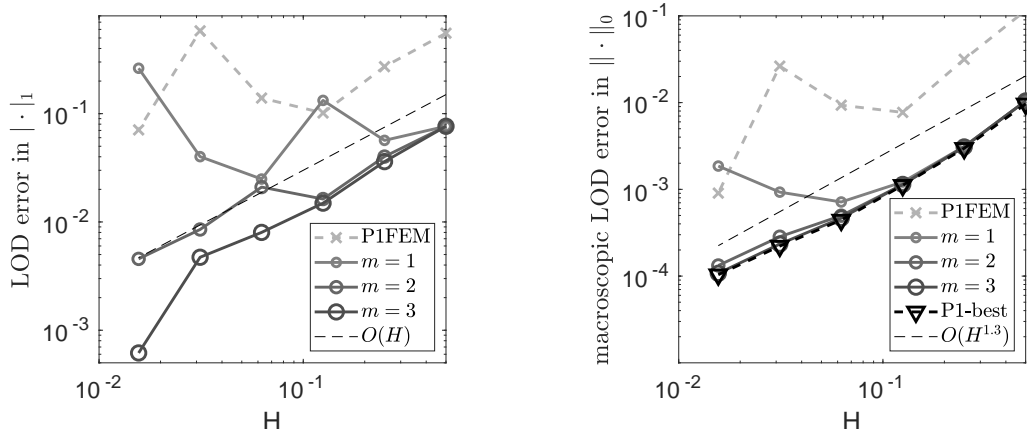 LOD error in | · |₁
10⁻¹
10⁻²
10⁻³
P1FEM
m = 1
m = 2
m = 3
O(H)
10⁻²
10⁻¹
H
macroscopic LOD error in ‖ · ‖₀
10⁻¹
10⁻²
10⁻³
10⁻⁴
P1FEM
m = 1
m = 2
m = 3
P1-best
O(H¹·³)
10⁻²
10⁻¹
H